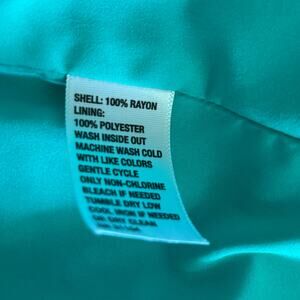 SHELL: 100% RAYON
LINING:
100% POLYESTER
WASH INSIDE OUT
MACHINE WASH COLD
WITH LIKE COLORS
GENTLE CYCLE
ONLY NON-CHLORINE
BLEACH IF NEEDED
TUMBLE DRY LOW
COOL IRON IF NEEDED
OR DRY CLEAN